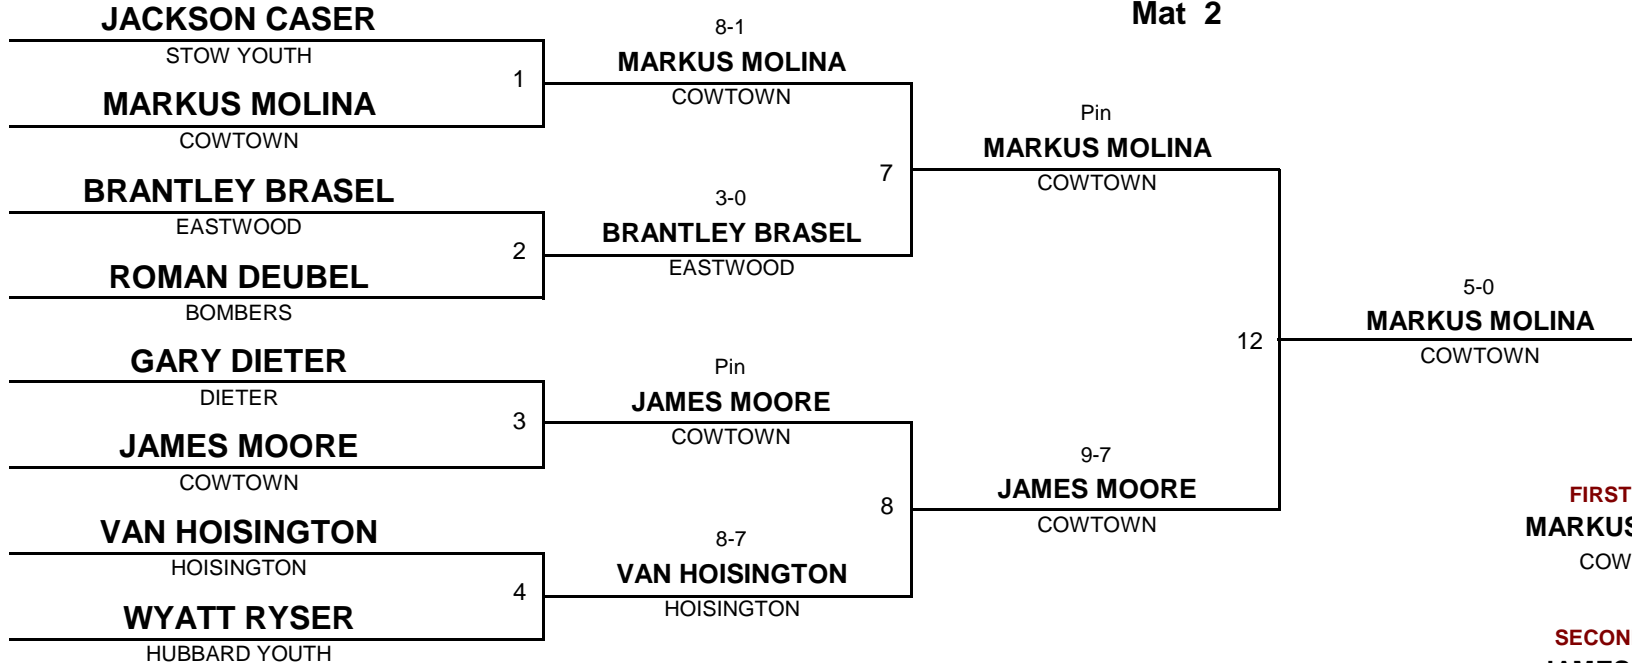 Mat 2
JACKSON CASER
STOW YOUTH
1
MARKUS MOLINA
COWTOWN
BRANTLEY BRASEL
EASTWOOD
2
ROMAN DEUBEL
BOMBERS
GARY DIETER
DIETER
3
JAMES MOORE
COWTOWN
VAN HOISINGTON
HOISINGTON
4
WYATT RYSER
HUBBARD YOUTH
8-1
MARKUS MOLINA
COWTOWN
7
3-0
BRANTLEY BRASEL
EASTWOOD
Pin
JAMES MOORE
COWTOWN
8
8-7
VAN HOISINGTON
HOISINGTON
Pin
MARKUS MOLINA
COWTOWN
12
9-7
JAMES MOORE
COWTOWN
5-0
MARKUS MOLINA
COWTOWN
FIRST
MARKUS
COW
SECON